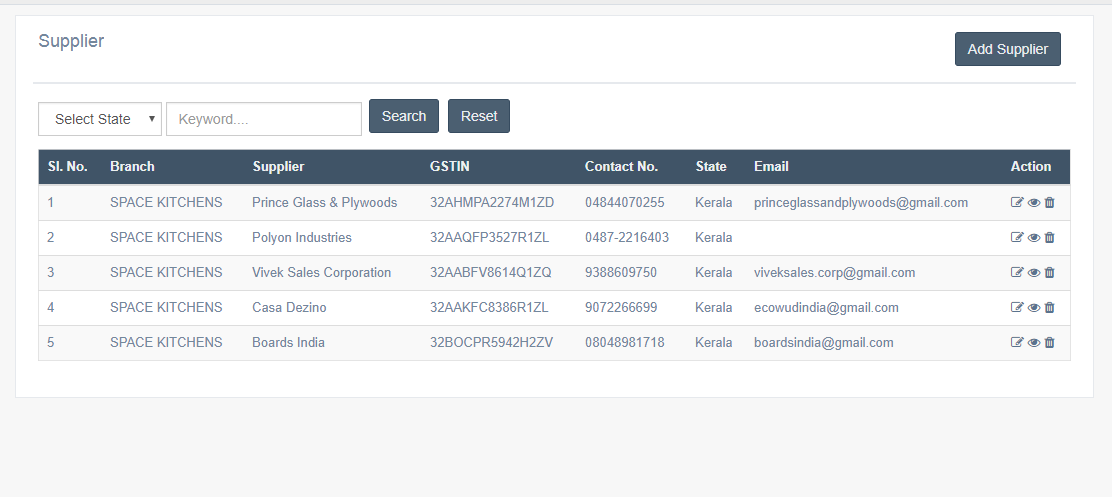 Supplier
Add Supplier
Select State Keyword.... Search Reset
Sl. No. Branch Supplier GSTIN Contact No. State Email Action
1 SPACE KITCHENS Prince Glass & Plywoods 32AHMPA2274M1ZD 04844070255 Kerala princeglassandplywoods@gmail.com
2 SPACE KITCHENS Polyon Industries 32AAQFP3527R1ZL 0487-2216403 Kerala
3 SPACE KITCHENS Vivek Sales Corporation 32AABFV8614Q1ZQ 9388609750 Kerala viveksales.corp@gmail.com
4 SPACE KITCHENS Casa Dezino 32AAKFC8386R1ZL 9072266699 Kerala ecowudindia@gmail.com
5 SPACE KITCHENS Boards India 32BOCPR5942H2ZV 08048981718 Kerala boardsindia@gmail.com